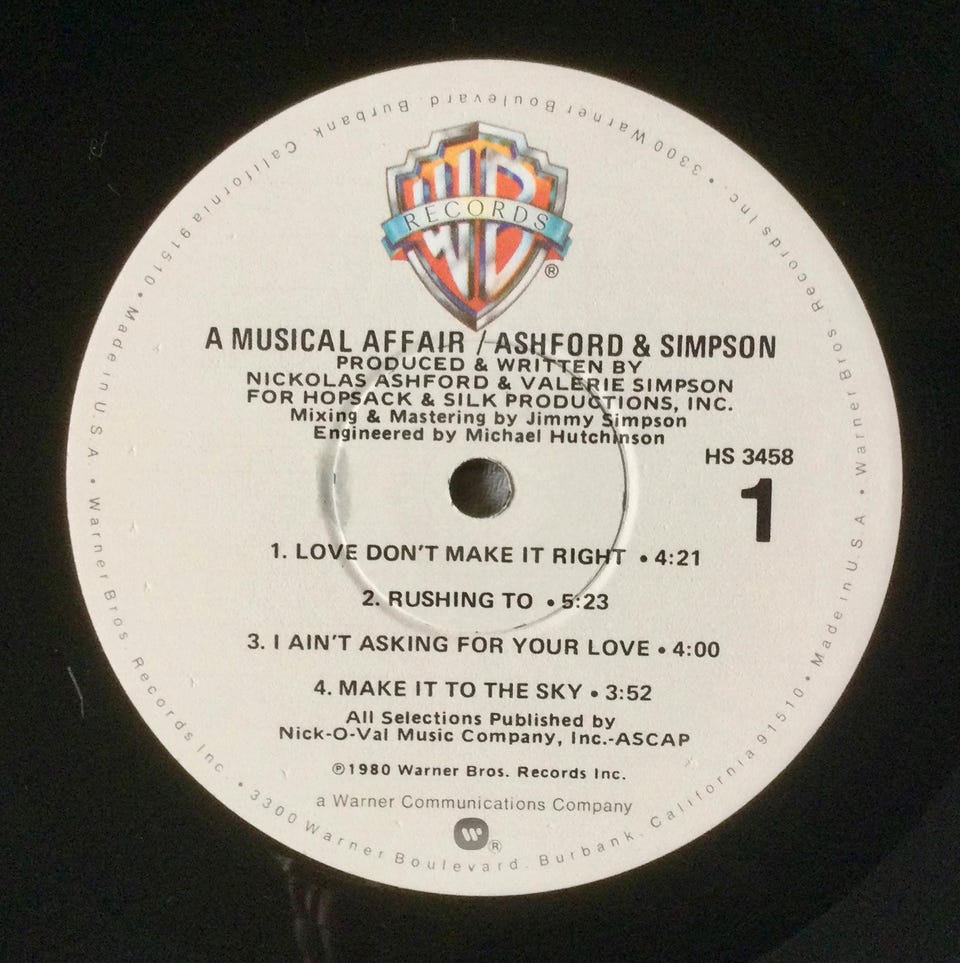 WB
RECORDS
®
A MUSICAL AFFAIR / ASHFORD & SIMPSON
PRODUCED & WRITTEN BY
NICKOLAS ASHFORD & VALERIE SIMPSON
FOR HOPSACK & SILK PRODUCTIONS, INC.
Mixing & Mastering by Jimmy Simpson
Engineered by Michael Hutchinson
HS 3458
1
1. LOVE DON'T MAKE IT RIGHT • 4:21
2. RUSHING TO • 5:23
3. I AIN'T ASKING FOR YOUR LOVE • 4:00
4. MAKE IT TO THE SKY • 3:52
All Selections Published by
Nick-O-Val Music Company, Inc.-ASCAP
℗1980 Warner Bros. Records Inc.
a Warner Communications Company
W ®
Warner Bros. Records Inc. • 3300 Warner Boulevard. Burbank, California 91510 • Made in U.S.A. • Warner Bros. Records Inc. • 3300 Warner Boulevard. Burbank, California 91510 • Made in U.S.A. •